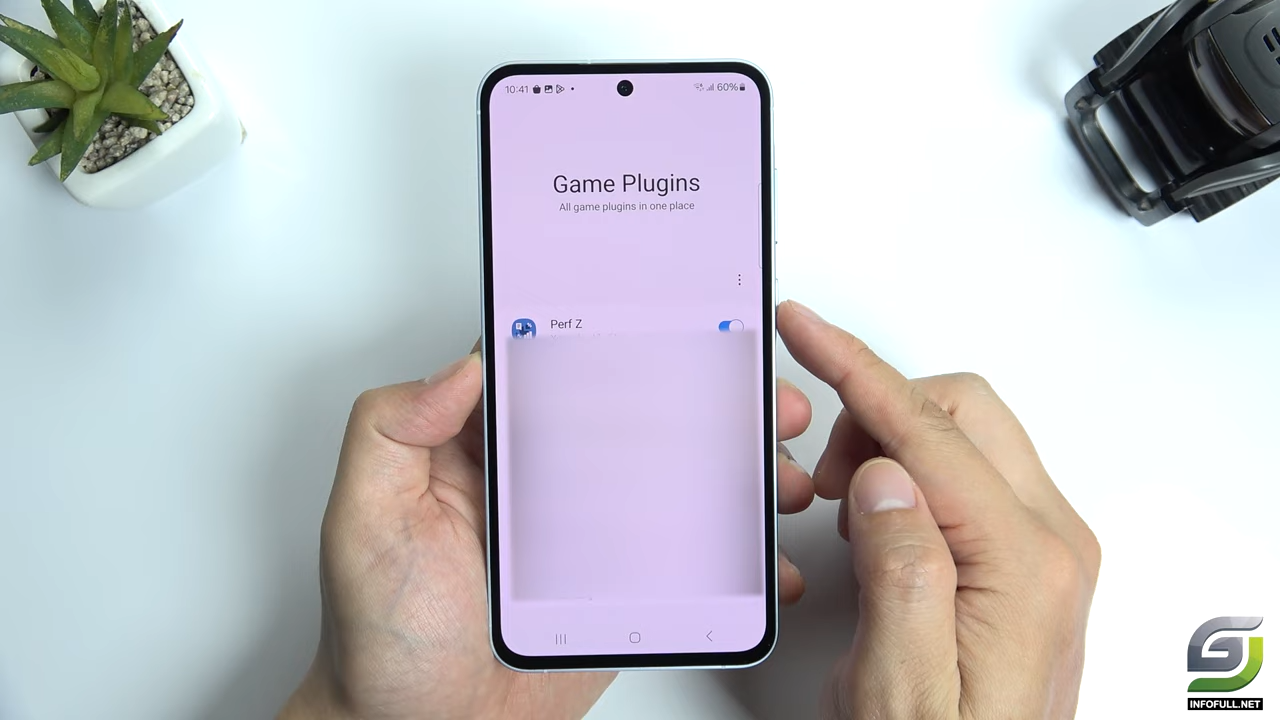 10:41
60%
Game Plugins
All game plugins in one place
Perf Z
INFOFULL.NET